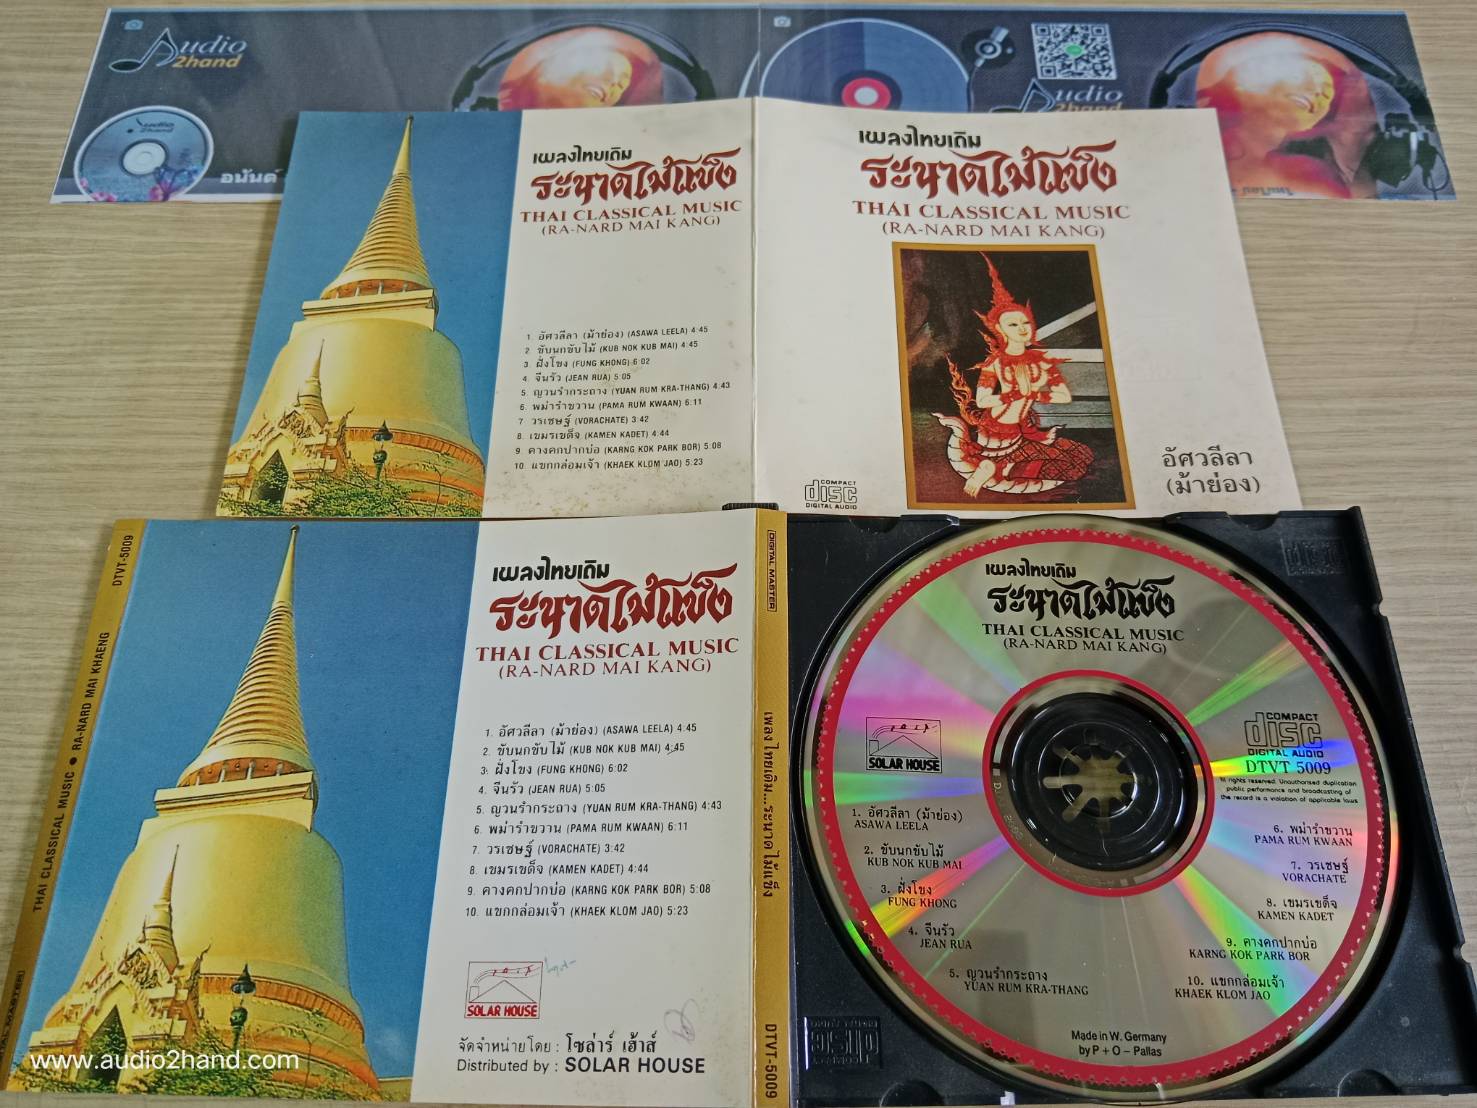 Audio
2hand
Audio
2hand
อนันต์
Audio
2hand
เพลงไทยเดิม
ระนาดไม้แข็ง
THAI CLASSICAL MUSIC
(RA-NARD MAI KANG)
1. อัศวลีลา (ม้าย่อง) (ASAWA LEELA) 4:45
2. ขับนกขับไม้ (KUB NOK KUB MAI) 4:45
3. ฝั่งโขง (FUNG KHONG) 6:02
4. จีนรัว (JEAN RUA) 5:05
5. ญวนรำกระถาง (YUAN RUM KRA-THANG) 4:43
6. พม่ารำขวาน (PAMA RUM KWAAN) 6:11
7. วรเชษฐ์ (VORACHATE) 3:42
8. เขมรเขต็จ (KAMEN KADET) 4:44
9. คางคกปากบ่อ (KARNG KOK PARK BOR) 5:08
10. แขกกล่อมเจ้า (KHAEK KLOM JAO) 5:23
เพลงไทยเดิม
ระนาดไม้แข็ง
THAI CLASSICAL MUSIC
(RA-NARD MAI KANG)
COMPACT
disc
DIGITAL AUDIO
อัศวลีลา
(ม้าย่อง)
DTVT-5009
THAI CLASSICAL MUSIC ● RA-NARD MAI KHAENG
เพลงไทยเดิม
ระนาดไม้แข็ง
THAI CLASSICAL MUSIC
(RA-NARD MAI KANG)
1. อัศวลีลา (ม้าย่อง) (ASAWA LEELA) 4:45
2. ขับนกขับไม้ (KUB NOK KUB MAI) 4:45
3. ฝั่งโขง (FUNG KHONG) 6:02
4. จีนรัว (JEAN RUA) 5:05
5. ญวนรำกระถาง (YUAN RUM KRA-THANG) 4:43
6. พม่ารำขวาน (PAMA RUM KWAAN) 6:11
7. วรเชษฐ์ (VORACHATE) 3:42
8. เขมรเขต็จ (KAMEN KADET) 4:44
9. คางคกปากบ่อ (KARNG KOK PARK BOR) 5:08
10. แขกกล่อมเจ้า (KHAEK KLOM JAO) 5:23
SOLAR HOUSE
จัดจำหน่ายโดย : โซล่าร์ เฮ้าส์
Distributed by : SOLAR HOUSE
www.audio2hand.com
DIGITAL MASTER
เพลงไทยเดิม...ระนาดไม้แข็ง
DTVT-5009
เพลงไทยเดิม
ระนาดไม้แข็ง
THAI CLASSICAL MUSIC
(RA-NARD MAI KANG)
SOLAR HOUSE
COMPACT
disc
DIGITAL AUDIO
DTVT 5009
All rights reserved. Unauthorised duplication
public performance and broadcasting of
the record is a violation of applicable laws
1. อัศวลีลา (ม้าย่อง)
ASAWA LEELA
2. ขับนกขับไม้
KUB NOK KUB MAI
3. ฝั่งโขง
FUNG KHONG
4. จีนรัว
JEAN RUA
5. ญวนรำกระถาง
YUAN RUM KRA-THANG
6. พม่ารำขวาน
PAMA RUM KWAAN
7. วรเชษฐ์
VORACHATE
8. เขมรเขต็จ
KAMEN KADET
9. คางคกปากบ่อ
KARNG KOK PARK BOR
10. แขกกล่อมเจ้า
KHAEK KLOM JAO
Made in W. Germany
by P + O – Pallas